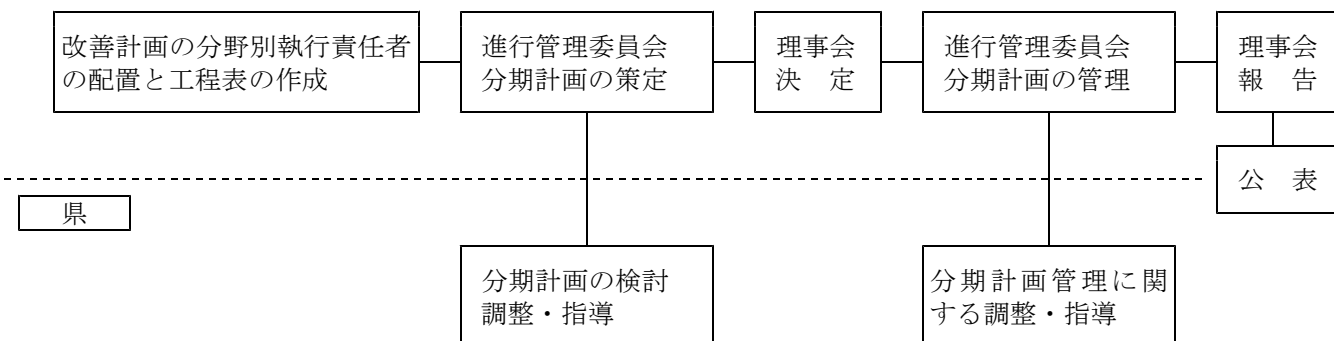 改善計画の分野別執行責任者
の配置と工程表の作成
進行管理委員会
分期計画の策定
理事会
決　定
進行管理委員会
分期計画の管理
理事会
報　告
公　表
県
分期計画の検討
調整・指導
分期計画管理に関
する調整・指導